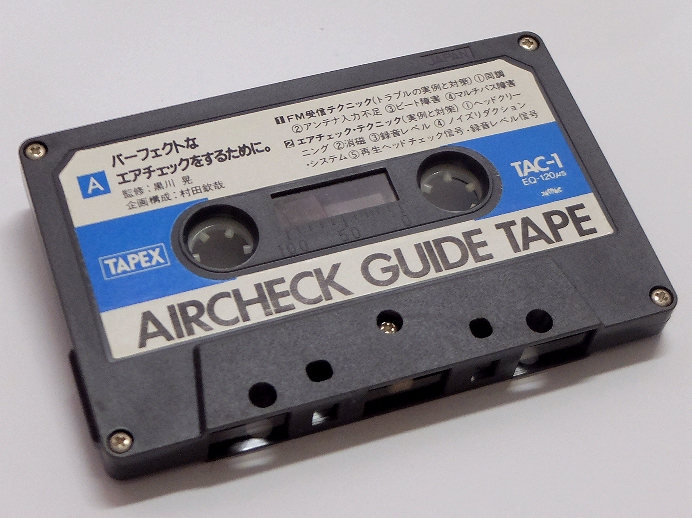 JAPAN
A
パーフェクトな
エアチェックをするために。
監修：黒川 晃
企画構成：村田欽哉
1 FM受信テクニック(トラブルの実例と対策) ①同調
②アンテナ入力不足 ③ビート障害 ④マルチパス障害
2 エアチェック・テクニック(実例と対策) ①ヘッドクリー
ニング ②消磁 ③録音レベル ④ノイズリダクション
・システム ⑤再生ヘッドチェック信号・録音レベル信号
TAC-1
EQ-120μs
TAPEX
100 50 0
AIRCHECK GUIDE TAPE